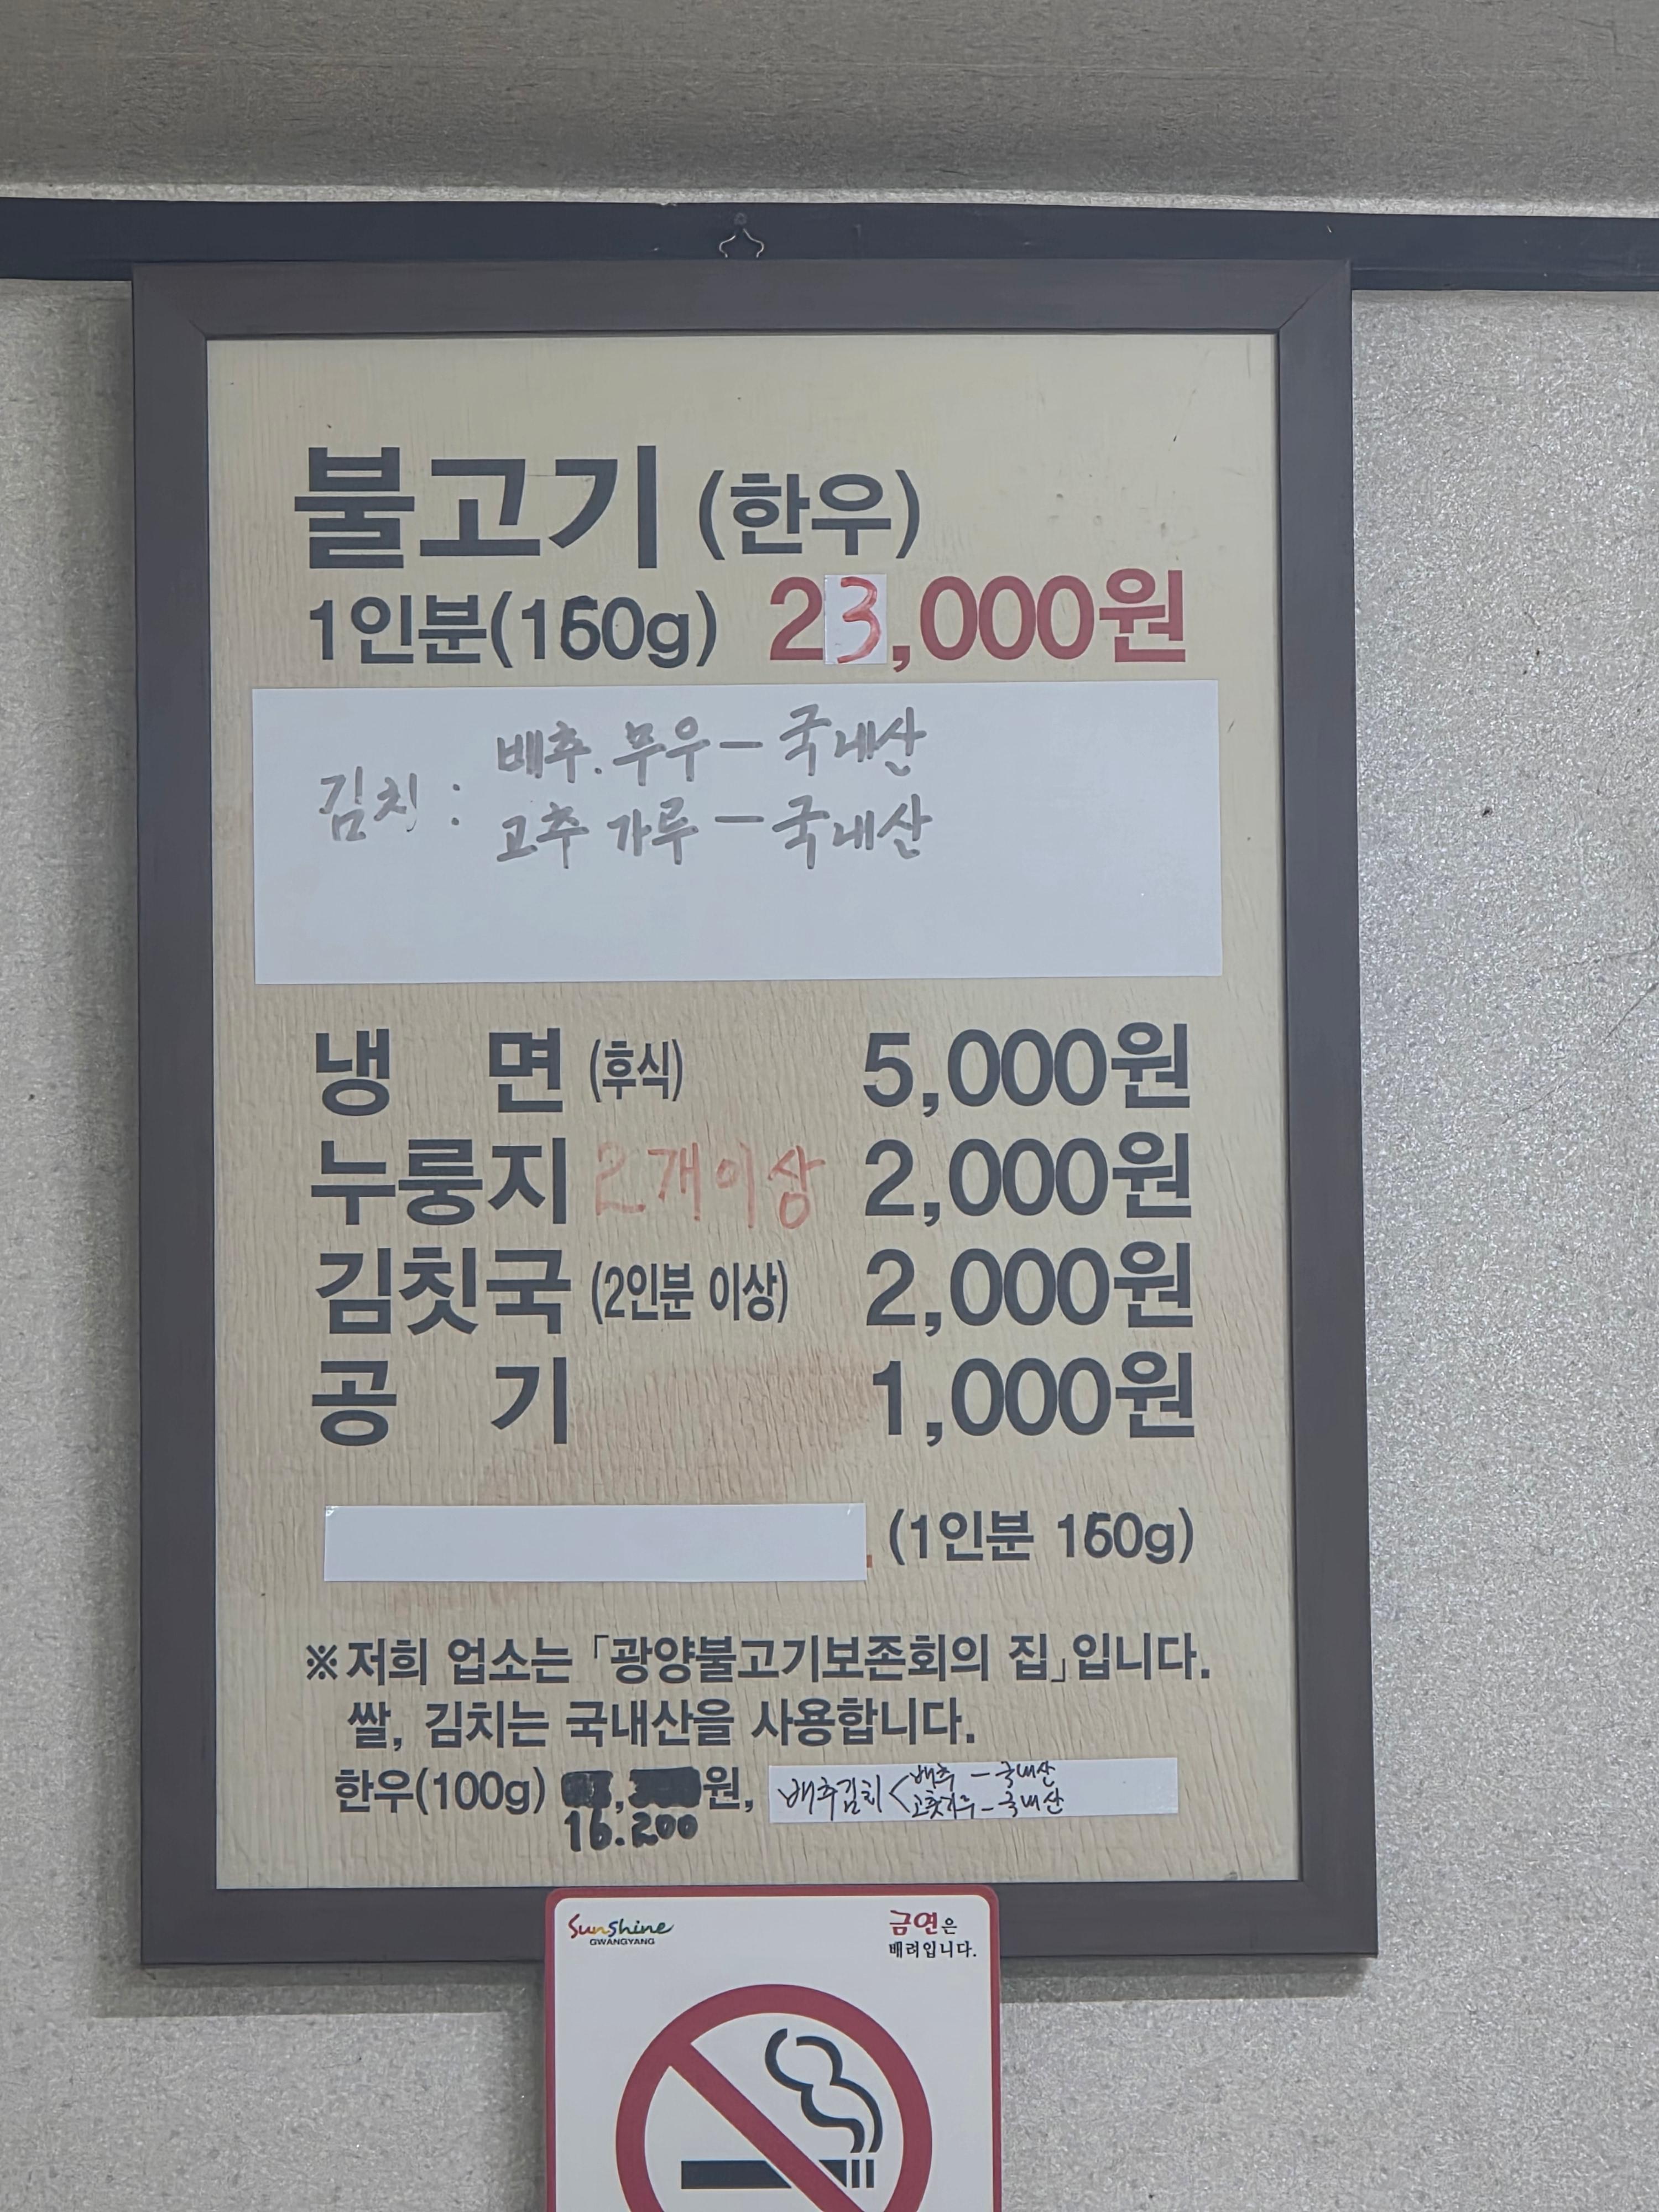 불고기 (한우)
1인분(150g) 23,000원
김치 : 배추. 무우 - 국내산
고추 가루 - 국내산
냉 면 (후식) 5,000원
누룽지 2개이상 2,000원
김칫국 (2인분 이상) 2,000원
공 기 1,000원
(1인분 150g)
※저희 업소는 「광양불고기보존회의 집」입니다.
쌀, 김치는 국내산을 사용합니다.
한우(100g) 원, 배추김치 < 배추 - 국내산
16.200 고춧가루 - 국내산
Sunshine
GWANGYANG
금연은
배려입니다.